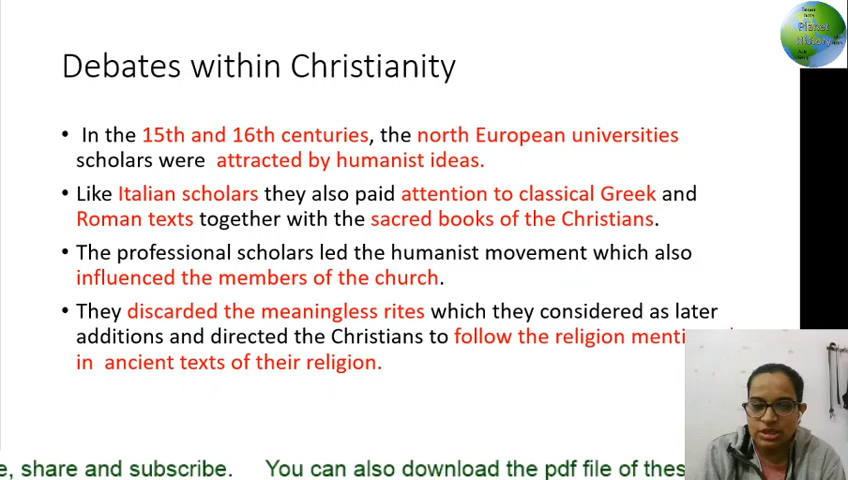 Debates within Christianity
• In the 15th and 16th centuries, the north European universities
scholars were attracted by humanist ideas.
• Like Italian scholars they also paid attention to classical Greek and
Roman texts together with the sacred books of the Christians.
• The professional scholars led the humanist movement which also
influenced the members of the church.
• They discarded the meaningless rites which they considered as later
additions and directed the Christians to follow the religion
in ancient texts of their religion.
Planet
History
e, share and subscribe. You can also download the pdf file of